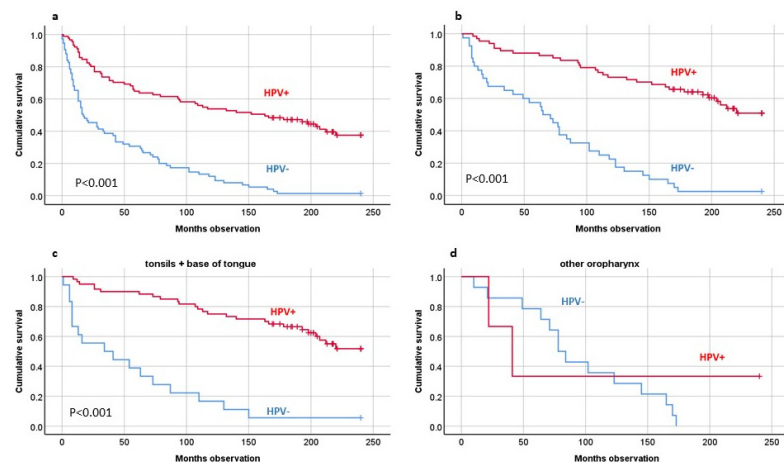 a
Cumulative survival
1.0
0.8
0.6
0.4
0.2
0.0
HPV+
HPV-
P<0.001
0 50 100 150 200 250
Months observation
b
Cumulative survival
1.0
0.8
0.6
0.4
0.2
0.0
HPV+
HPV-
P<0.001
0 50 100 150 200 250
Months observation
c
tonsils + base of tongue
Cumulative survival
1.0
0.8
0.6
0.4
0.2
0.0
HPV+
HPV-
P<0.001
0 50 100 150 200 250
Months observation
d
other oropharynx
Cumulative survival
1.0
0.8
0.6
0.4
0.2
0.0
HPV-
HPV+
0 50 100 150 200 250
Months observation